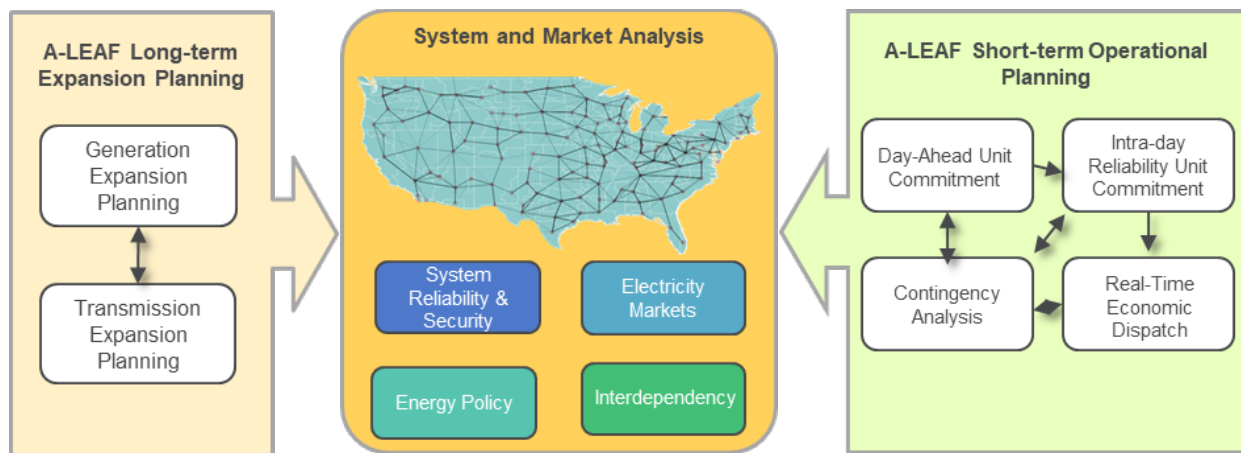 A-LEAF Long-term
Expansion Planning
Generation
Expansion
Planning
Transmission
Expansion
Planning
System and Market Analysis
System
Reliability &
Security
Electricity
Markets
Energy Policy
Interdependency
A-LEAF Short-term Operational
Planning
Day-Ahead Unit
Commitment
Intra-day
Reliability Unit
Commitment
Contingency
Analysis
Real-Time
Economic
Dispatch